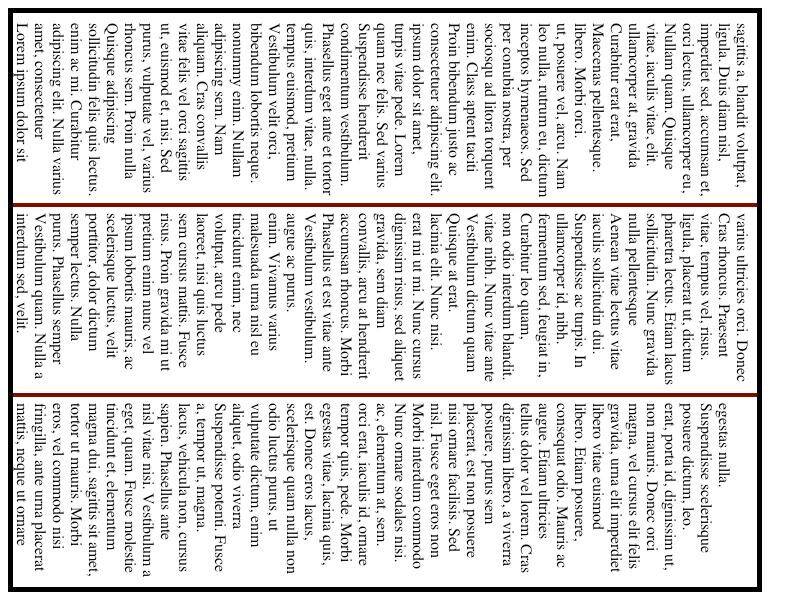 Lorem ipsum dolor sit
amet, consectetuer
adipiscing elit. Nulla varius
enim ac mi. Curabitur
sollicitudin felis quis lectus.
Quisque adipiscing
rhoncus sem. Proin nulla
purus, vulputate vel, varius
ut, euismod et, nisi. Sed
vitae felis vel orci sagittis
aliquam. Cras convallis
adipiscing sem. Nam
nonummy enim. Nullam
bibendum lobortis neque.
Vestibulum velit orci,
tempus euismod, pretium
quis, interdum vitae, nulla.
Phasellus eget ante et tortor
condimentum vestibulum.
Suspendisse hendrerit
quam nec felis. Sed varius
turpis vitae pede. Lorem
ipsum dolor sit amet,
consectetuer adipiscing elit.
Proin bibendum justo ac
enim. Class aptent taciti
sociosqu ad litora torquent
per conubia nostra, per
inceptos hymenaeos. Sed
leo nulla, rutrum eu, dictum
ut, posuere vel, arcu. Nam
libero. Morbi orci.
Maecenas pellentesque.
Curabitur erat erat,
ullamcorper at, gravida
vitae, iaculis vitae, elit.
Nullam quam. Quisque
orci lectus, ullamcorper eu,
imperdiet sed, accumsan et,
ligula. Duis diam nisl,
sagittis a, blandit volutpat,
interdum sed, velit.
Vestibulum quam. Nulla a
purus. Phasellus semper
semper lectus. Nulla
porttitor, dolor dictum
scelerisque luctus, velit
ipsum lobortis mauris, ac
pretium enim nunc vel
risus. Proin gravida mi ut
sem cursus mattis. Fusce
laoreet, nisi quis luctus
volutpat, arcu pede
tincidunt enim, nec
malesuada urna nisl eu
enim. Vivamus varius
augue ac purus.
Vestibulum vestibulum.
Phasellus et est vitae ante
accumsan rhoncus. Morbi
convallis, arcu at hendrerit
gravida, sem diam
dignissim risus, sed aliquet
erat mi ut mi. Nunc cursus
lacinia elit. Nunc nisi.
Quisque at erat.
Vestibulum dictum quam
vitae nibh. Nunc vitae ante
non odio interdum blandit.
Curabitur leo quam,
fermentum sed, feugiat in,
ullamcorper id, nibh.
Suspendisse ac turpis. In
iaculis sollicitudin dui.
Aenean vitae lectus vitae
nulla pellentesque
sollicitudin. Nunc gravida
pharetra lectus. Etiam lacus
ligula, placerat ut, dictum
vitae, tempus vel, risus.
Cras rhoncus. Praesent
varius ultricies orci. Donec
mattis, neque ut ornare
fringilla, ante urna placerat
eros, vel commodo nisi
tortor ut mauris. Morbi
magna dui, sagittis sit amet,
tincidunt et, elementum
eget, quam. Fusce molestie
nisl vitae nisi. Vestibulum a
sapien. Phasellus ante
lacus, vehicula non, cursus
a, tempor ut, magna.
Suspendisse potenti. Fusce
aliquet, odio viverra
vulputate dictum, enim
odio luctus purus, ut
scelerisque quam nulla non
est. Donec eros lacus,
egestas vitae, lacinia quis,
tempor quis, pede. Morbi
orci erat, iaculis id, ornare
ac, elementum at, sem.
Nunc ornare sodales nisi.
Morbi interdum commodo
nisl. Fusce eget eros non
nisi ornare facilisis. Sed
placerat, est non posuere
posuere, purus sem
dignissim libero, a viverra
tellus dolor vel lorem. Cras
augue. Etiam ultricies
consequat odio. Mauris ac
libero. Etiam posuere,
libero vitae euismod
gravida, urna elit imperdiet
magna, vel cursus elit felis
non mauris. Donec orci
erat, porta id, dignissim ut,
posuere dictum, leo.
Suspendisse scelerisque
egestas nulla.